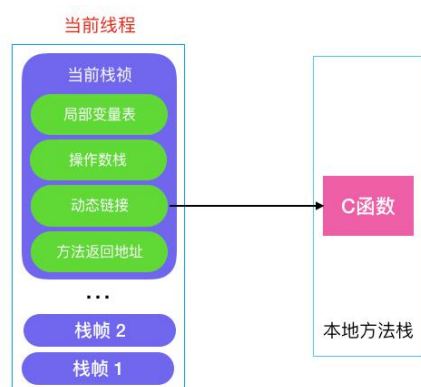 当前线程
当前栈桢
局部变量表
操作数栈
动态链接
方法返回地址
...
栈帧 2
栈帧 1
C函数
本地方法栈